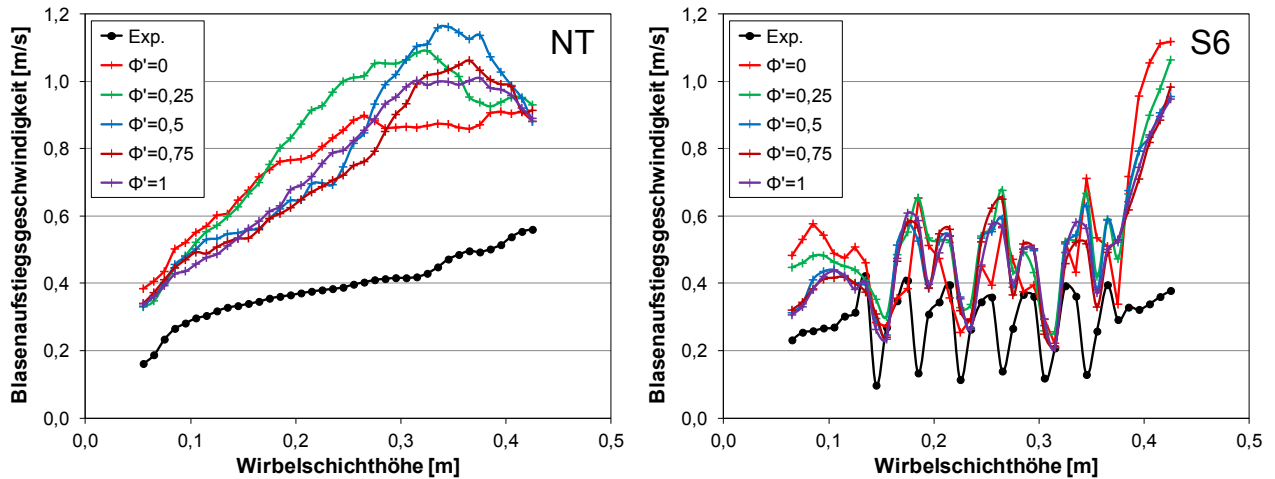 Blasenaufstiegsgeschwindigkeit [m/s]
1,2
1,0
0,8
0,6
0,4
0,2
0,0
Exp.
Φ'=0
Φ'=0,25
Φ'=0,5
Φ'=0,75
Φ'=1
NT
0,0 0,1 0,2 0,3 0,4 0,5
Wirbelschichthöhe [m]
Blasenaufstiegsgeschwindigkeit [m/s]
1,2
1,0
0,8
0,6
0,4
0,2
0,0
Exp.
Φ'=0
Φ'=0,25
Φ'=0,5
Φ'=0,75
Φ'=1
S6
0,0 0,1 0,2 0,3 0,4 0,5
Wirbelschichthöhe [m]